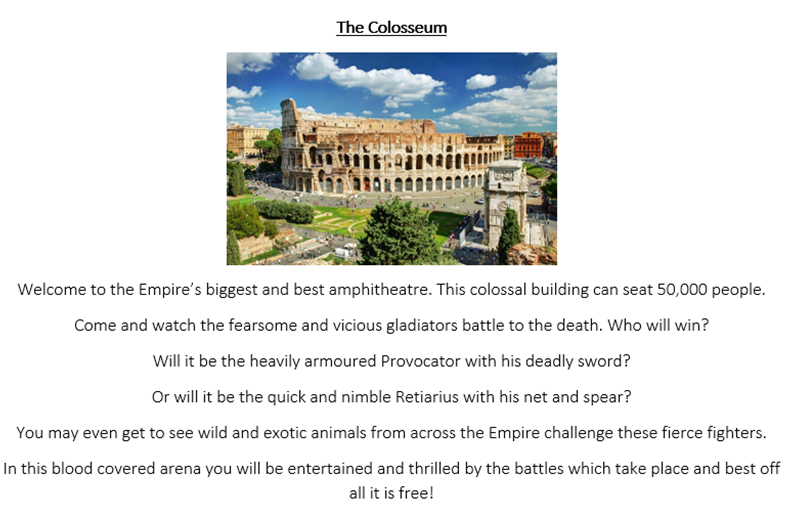 The Colosseum
Welcome to the Empire’s biggest and best amphitheatre. This colossal building can seat 50,000 people.
Come and watch the fearsome and vicious gladiators battle to the death. Who will win?
Will it be the heavily armoured Provocator with his deadly sword?
Or will it be the quick and nimble Retiarius with his net and spear?
You may even get to see wild and exotic animals from across the Empire challenge these fierce fighters.
In this blood covered arena you will be entertained and thrilled by the battles which take place and best off
all it is free!